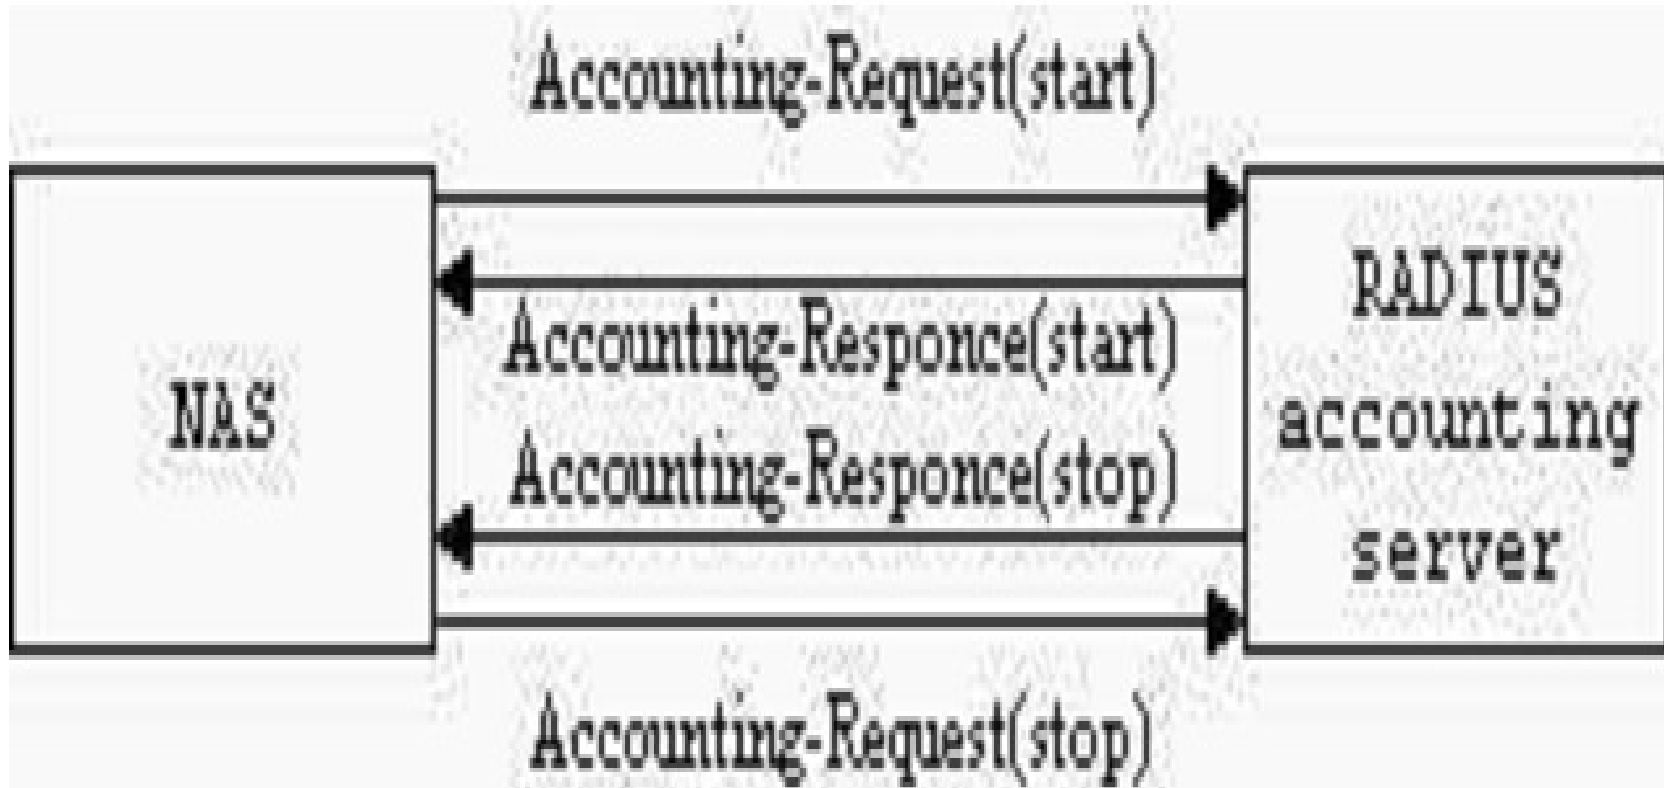 Accounting-Request(start)
NAS
Accounting-Responce(start)
Accounting-Responce(stop)
RADIUS
accounting
server
Accounting-Request(stop)